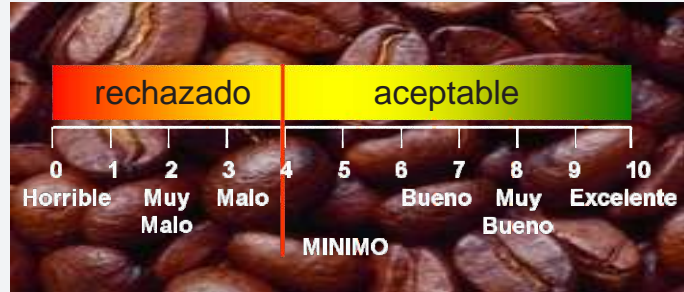 rechazado aceptable
0 1 2 3 4 5 6 7 8 9 10
Horrible Muy Malo Bueno Muy Excelente
Malo Bueno
MINIMO